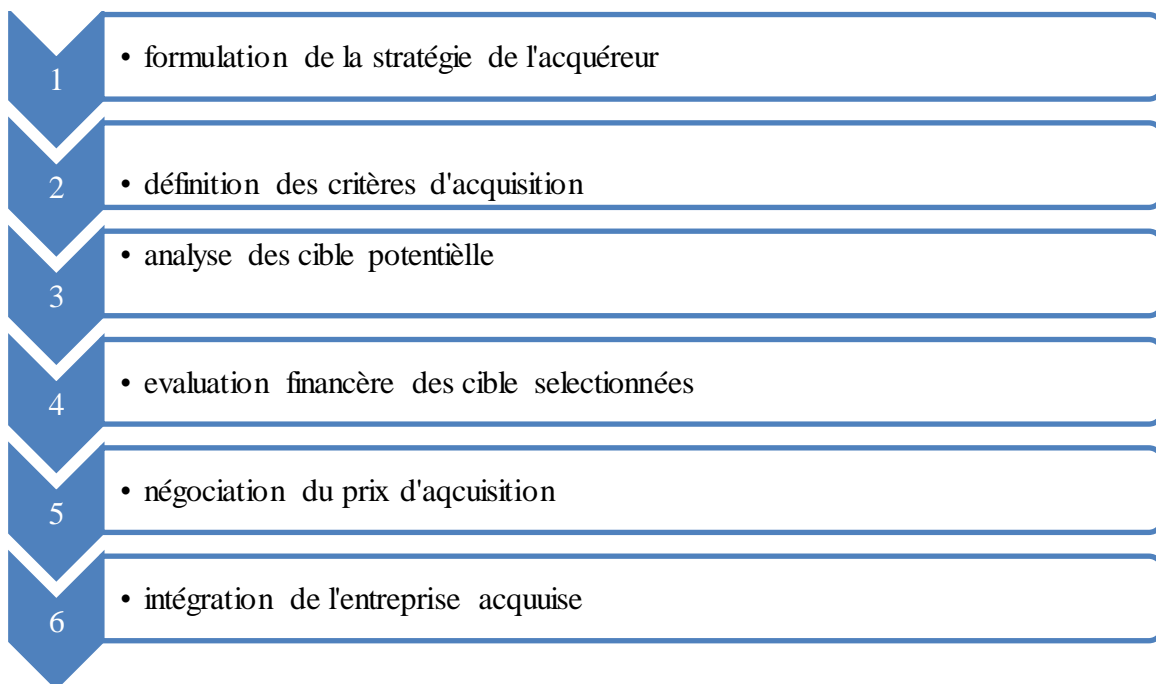 1
• formulation de la stratégie de l'acquéreur
2
• définition des critères d'acquisition
3
• analyse des cible potentièlle
4
• evaluation financère des cible selectionnées
5
• négociation du prix d'aqcuisition
6
• intégration de l'entreprise acquuise